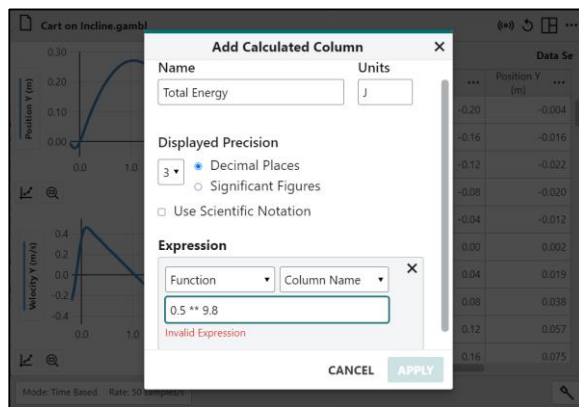 Cart on Incline.gambl
Add Calculated Column
Name
Units
Total Energy
J
Displayed Precision
3
Decimal Places
Significant Figures
Use Scientific Notation
Expression
Function
Column Name
0.5 ** 9.8
Invalid Expression
CANCEL
APPLY
Position Y (m)
0.30
0.20
0.10
0.00
0.0
1.0
Velocity Y (m/s)
0.4
0.2
0.0
-0.2
-0.4
0.0
1.0
Data Se
Position Y
(m)
-0.20 -0.004
-0.16 -0.016
-0.12 -0.022
-0.08 -0.020
-0.04 -0.012
0.00 0.002
0.04 0.019
0.08 0.038
0.12 0.057
0.16 0.075
Mode: Time Based Rate: 50 samples/s